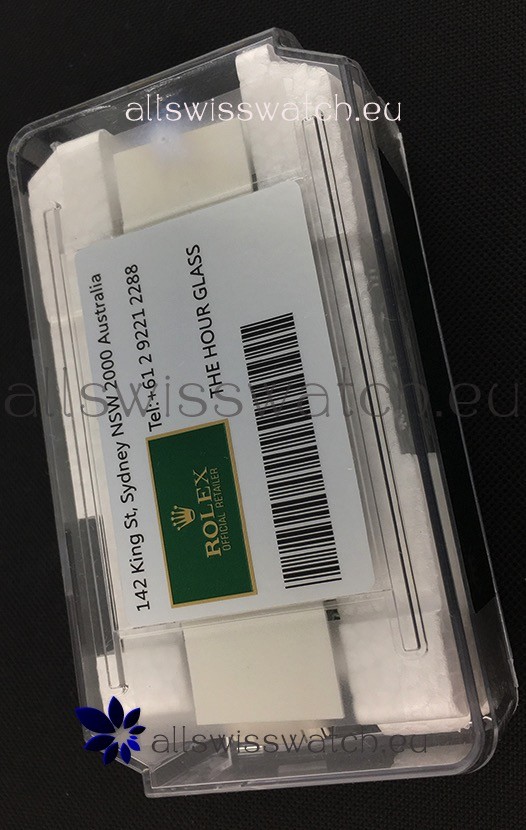 allswisswatch.eu
142 King St, Sydney NSW 2000 Australia
Tel:+61 2 9221 2288
THE HOUR GLASS
ROLEX
OFFICIAL RETAILER
allswisswatch.eu
allswisswatch.eu